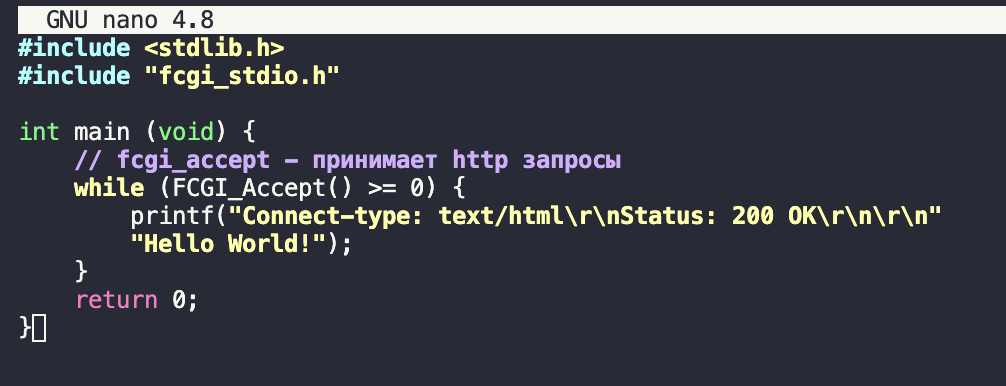 GNU nano 4.8
#include <stdlib.h>
#include "fcgi_stdio.h"
int main (void) {
// fcgi_accept – принимает http запросы
while (FCGI_Accept() >= 0) {
printf("Connect-type: text/html\r\nStatus: 200 OK\r\n\r\n"
"Hello World!");
}
return 0;
}